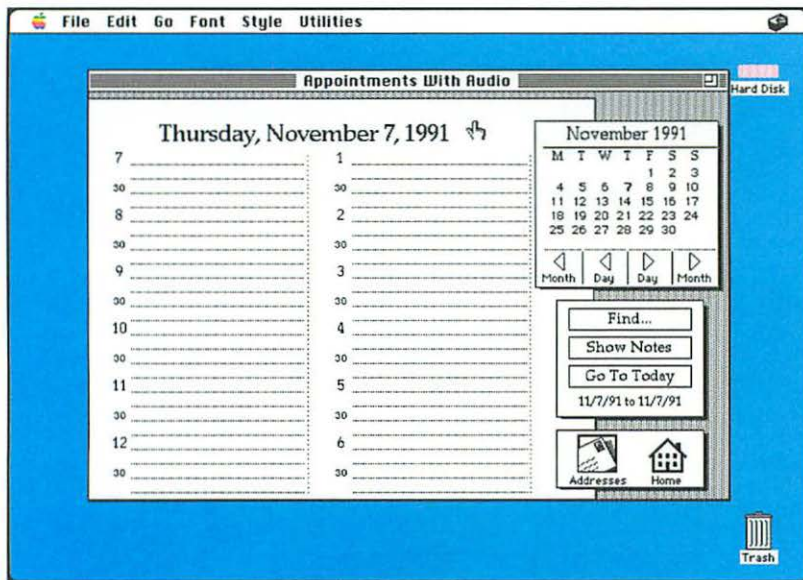 File Edit Go Font Style Utilities
Appointments With Audio
Hard Disk
Thursday, November 7, 1991
7
30
8
30
9
30
10
30
11
30
12
30
1
30
2
30
3
30
4
30
5
30
6
30
November 1991
M T W T F S S
1 2 3
4 5 6 7 8 9 10
11 12 13 14 15 16 17
18 19 20 21 22 23 24
25 26 27 28 29 30
Month Day Day Month
Find...
Show Notes
Go To Today
11/7/91 to 11/7/91
Addresses Home
Trash